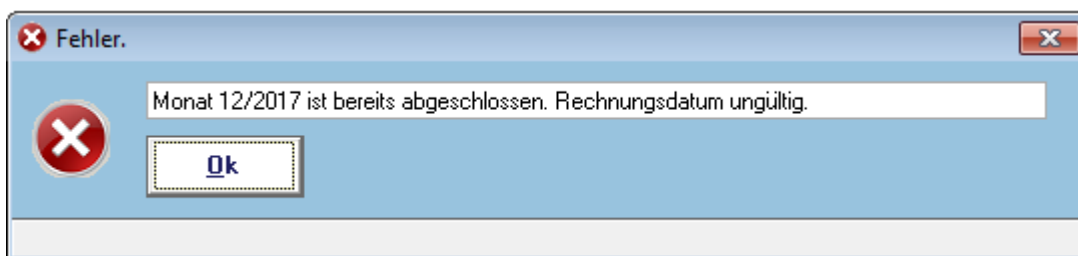 Fehler.
Monat 12/2017 ist bereits abgeschlossen. Rechnungsdatum ungültig.
Ok